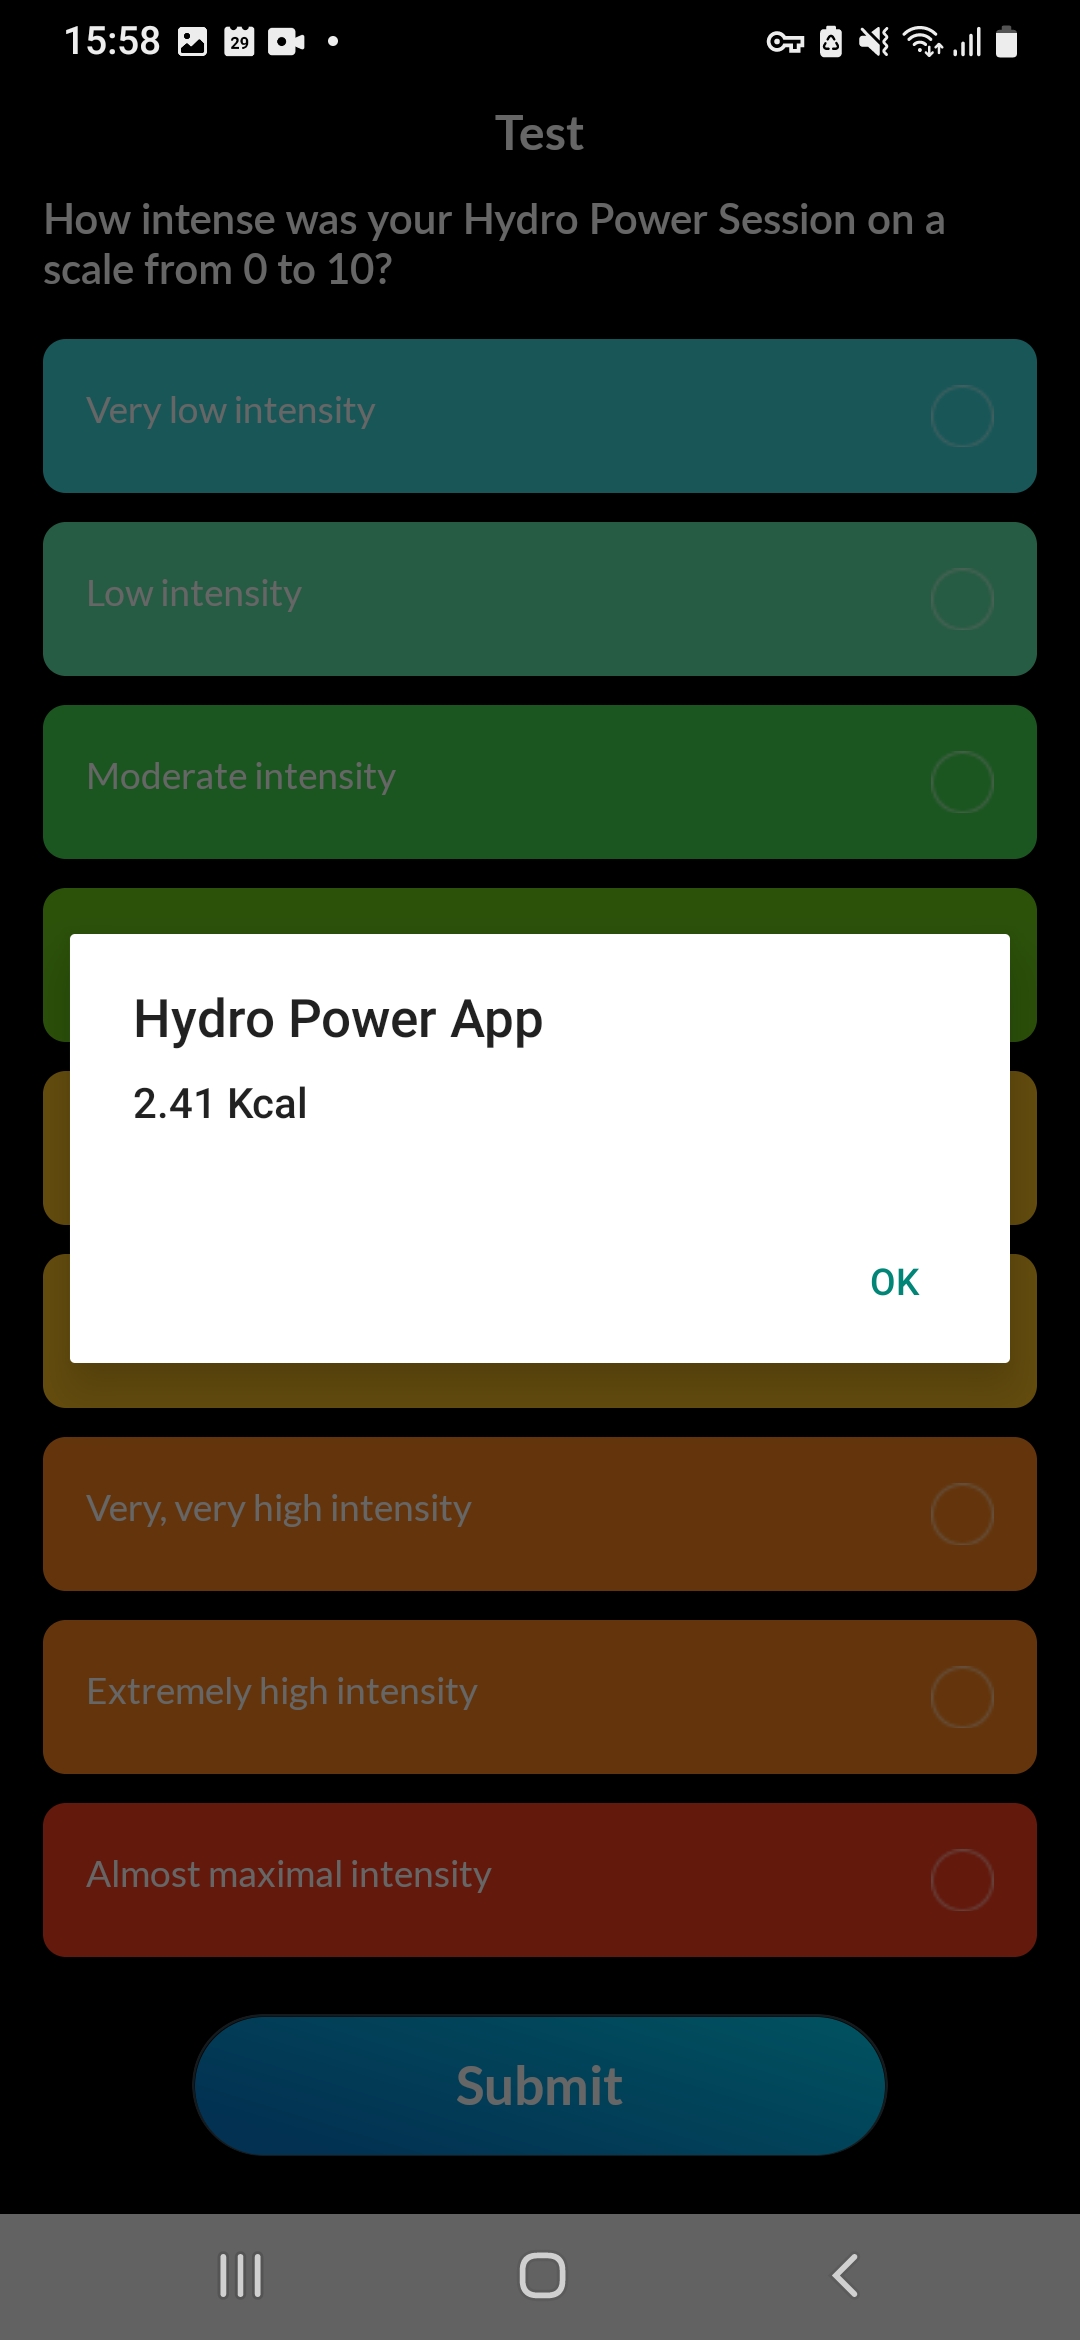 15:58
29
Test
How intense was your Hydro Power Session on a
scale from 0 to 10?
Very low intensity
Low intensity
Moderate intensity
Hydro Power App
2.41 Kcal
OK
Very, very high intensity
Extremely high intensity
Almost maximal intensity
Submit